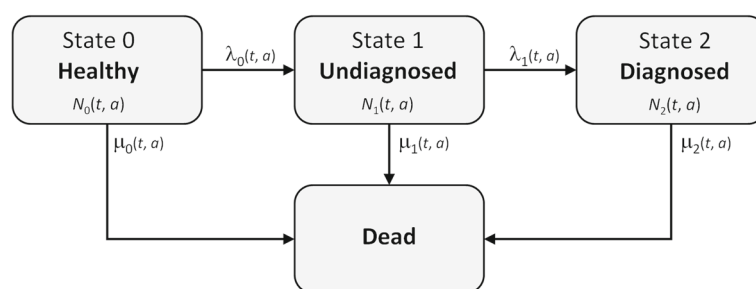 State 0
Healthy
N0(t, a)
λ0(t, a)
State 1
Undiagnosed
N1(t, a)
λ1(t, a)
State 2
Diagnosed
N2(t, a)
μ0(t, a)
μ1(t, a)
μ2(t, a)
Dead